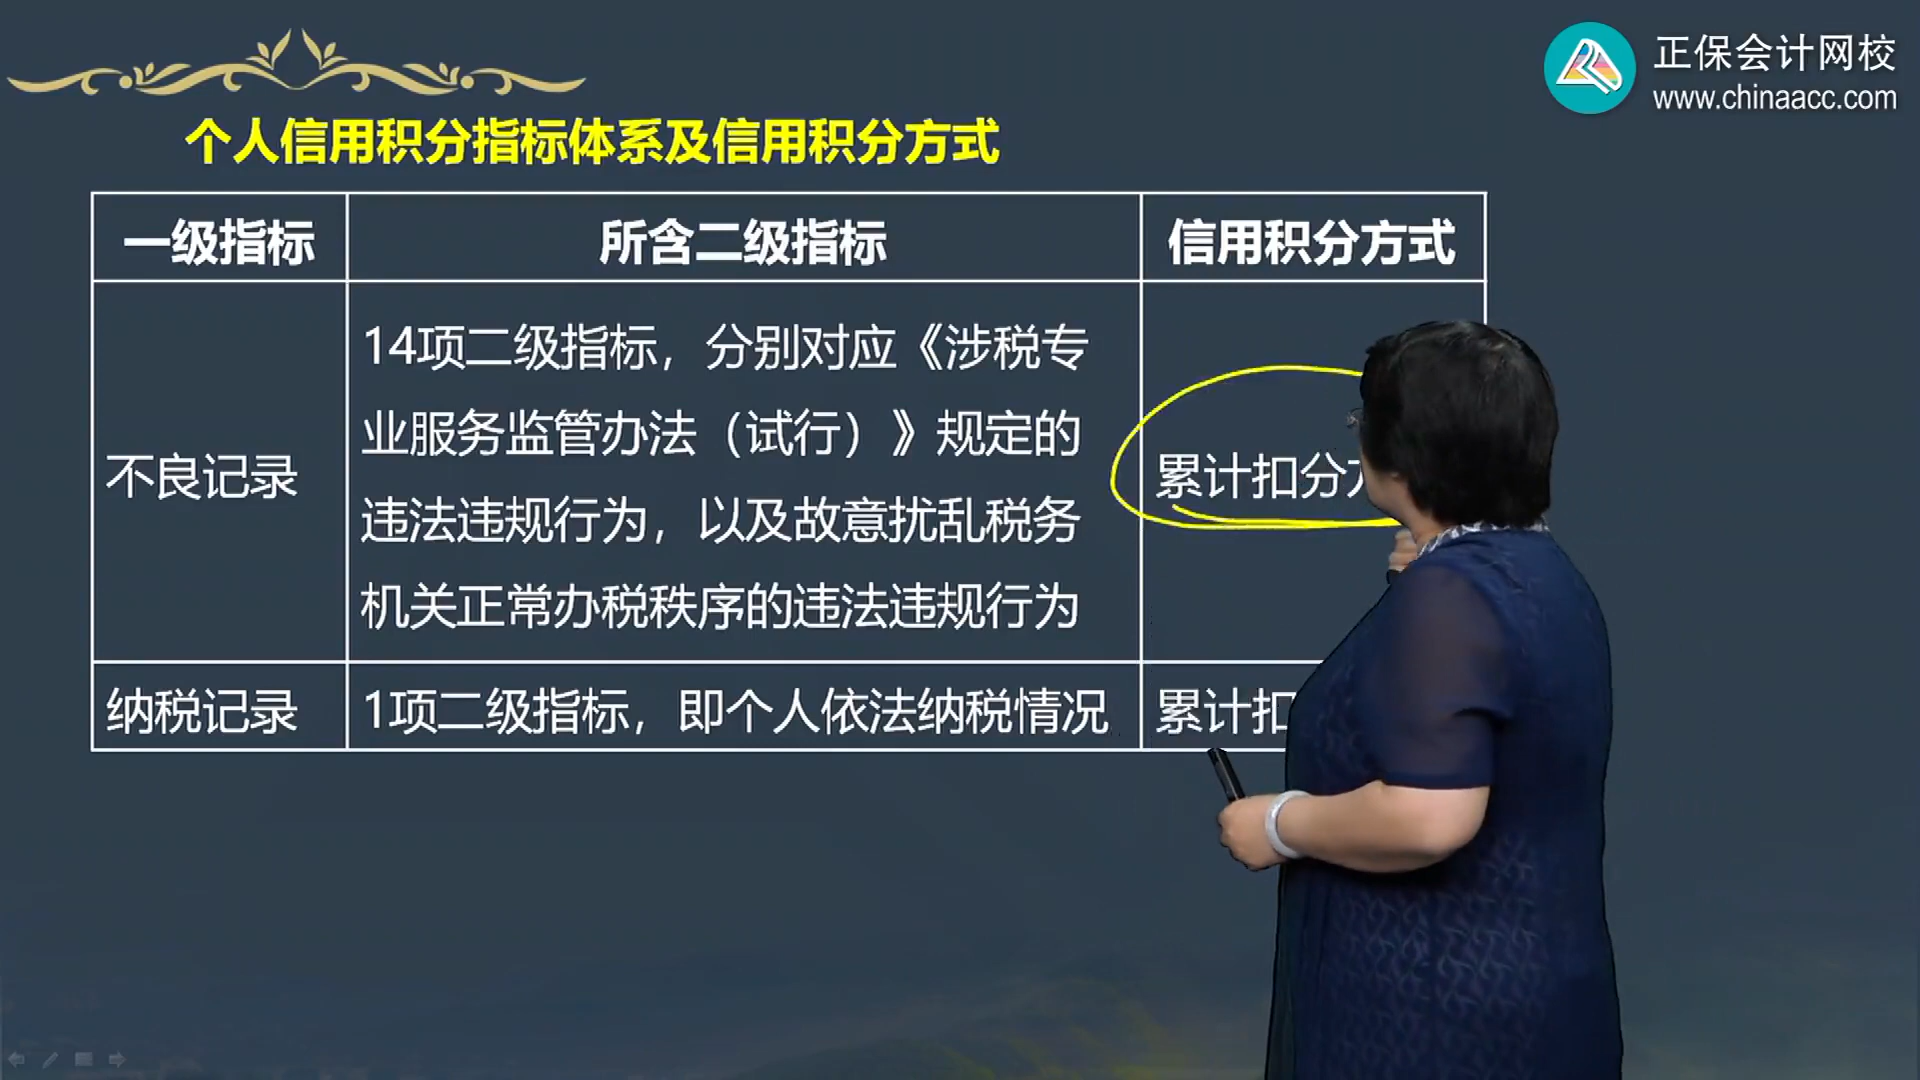 正保会计网校
www.chinaacc.com
个人信用积分指标体系及信用积分方式
一级指标
所含二级指标
信用积分方式
不良记录
14项二级指标，分别对应《涉税专
业服务监管办法（试行）》规定的
违法违规行为，以及故意扰乱税务
机关正常办税秩序的违法违规行为
累计扣分
纳税记录
1项二级指标，即个人依法纳税情况
累计扣